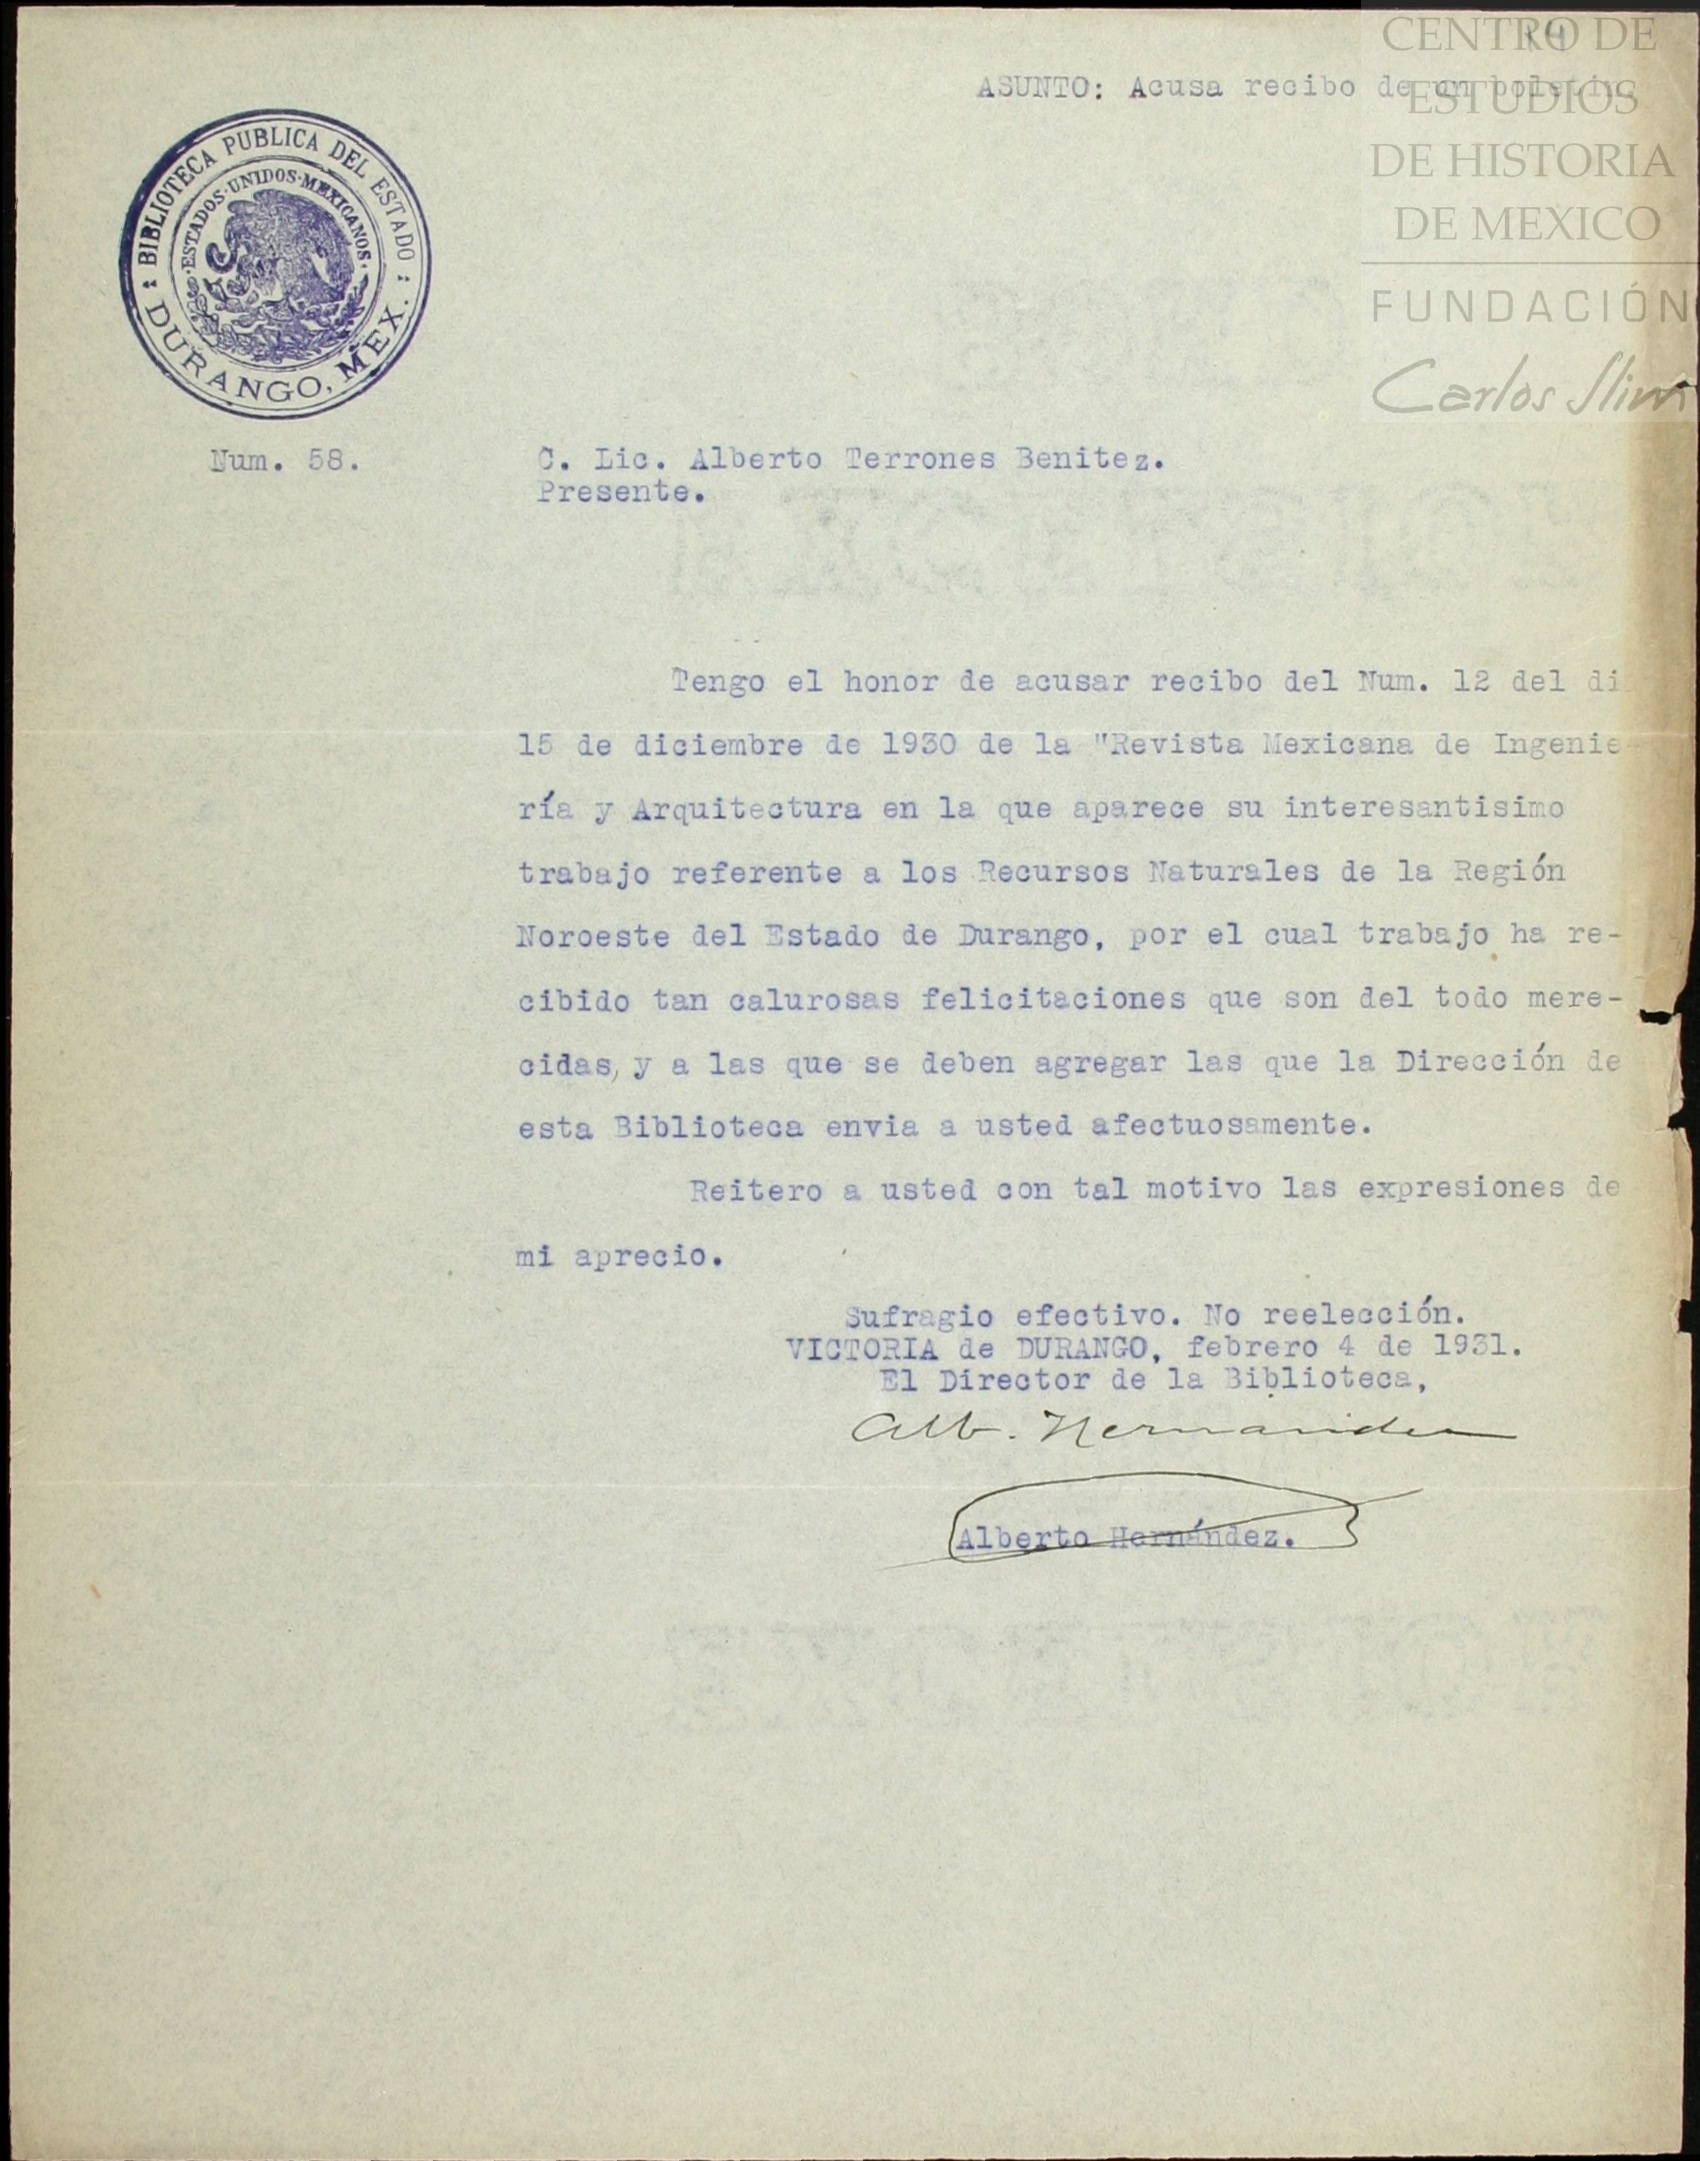 14
CENTRO DE
ESTUDIOS
DE HISTORIA
DE MEXICO
FUNDACIÓN
Carlos Slim
ASUNTO: Acusa recibo de un boletin.
BIBLIOTECA PUBLICA DEL ESTADO
ESTADOS·UNIDOS·MEXICANOS·
DURANGO, MEX.
Num. 58.
C. Lic. Alberto Terrones Benitez.
Presente.
Tengo el honor de acusar recibo del Num. 12 del di
15 de diciembre de 1930 de la "Revista Mexicana de Ingenie-
ría y Arquitectura en la que aparece su interesantisimo
trabajo referente a los Recursos Naturales de la Región
Noroeste del Estado de Durango, por el cual trabajo ha re-
cibido tan calurosas felicitaciones que son del todo mere-
cidas, y a las que se deben agregar las que la Dirección de
esta Biblioteca envia a usted afectuosamente.
Reitero a usted con tal motivo las expresiones de
mi aprecio.
Sufragio efectivo. No reelección.
VICTORIA de DURANGO, febrero 4 de 1931.
El Director de la Biblioteca,
Alb. Hernández
Alberto Hernández.